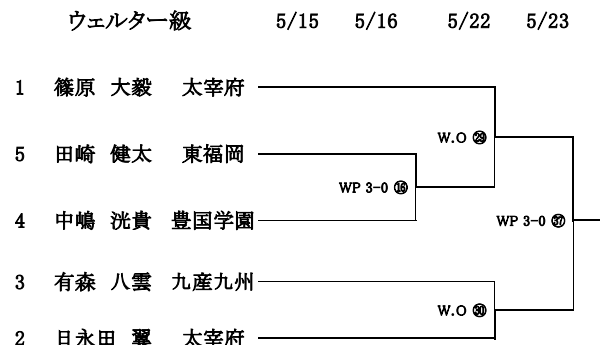 ウェルター級 5/15 5/16 5/22 5/23
1 篠原 大毅 太宰府
W.O ㉙
5 田崎 健太 東福岡
WP 3-0 ⑯
4 中嶋 洸貴 豊国学園
WP 3-0 ㊲
3 有森 八雲 九産九州
W.O ㉚
2 日永田 翼 太宰府